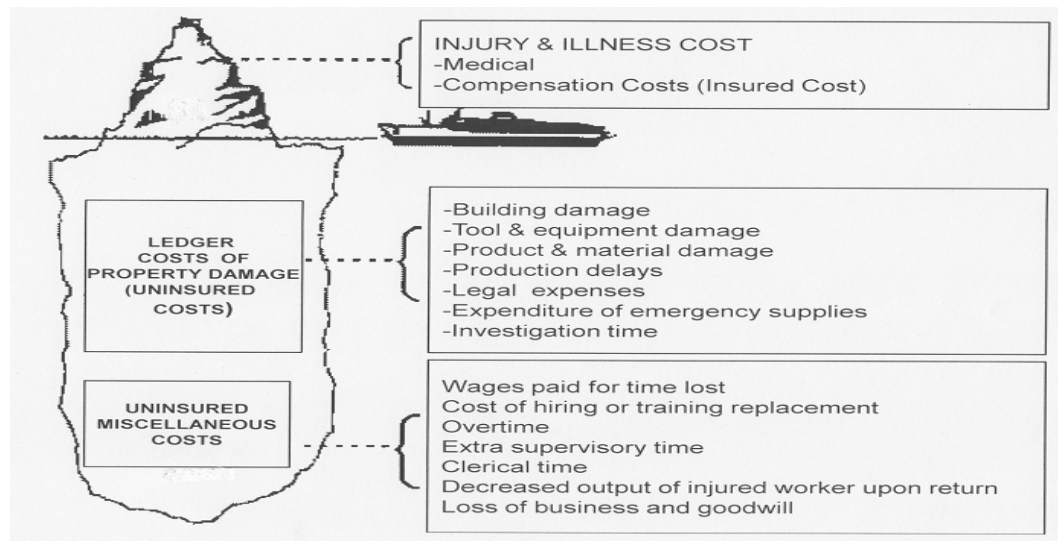 INJURY & ILLNESS COST
-Medical
-Compensation Costs (Insured Cost)
LEDGER
COSTS OF
PROPERTY DAMAGE
(UNINSURED
COSTS)
-Building damage
-Tool & equipment damage
-Product & material damage
-Production delays
-Legal expenses
-Expenditure of emergency supplies
-Investigation time
UNINSURED
MISCELLANEOUS
COSTS
Wages paid for time lost
Cost of hiring or training replacement
Overtime
Extra supervisory time
Clerical time
Decreased output of injured worker upon return
Loss of business and goodwill